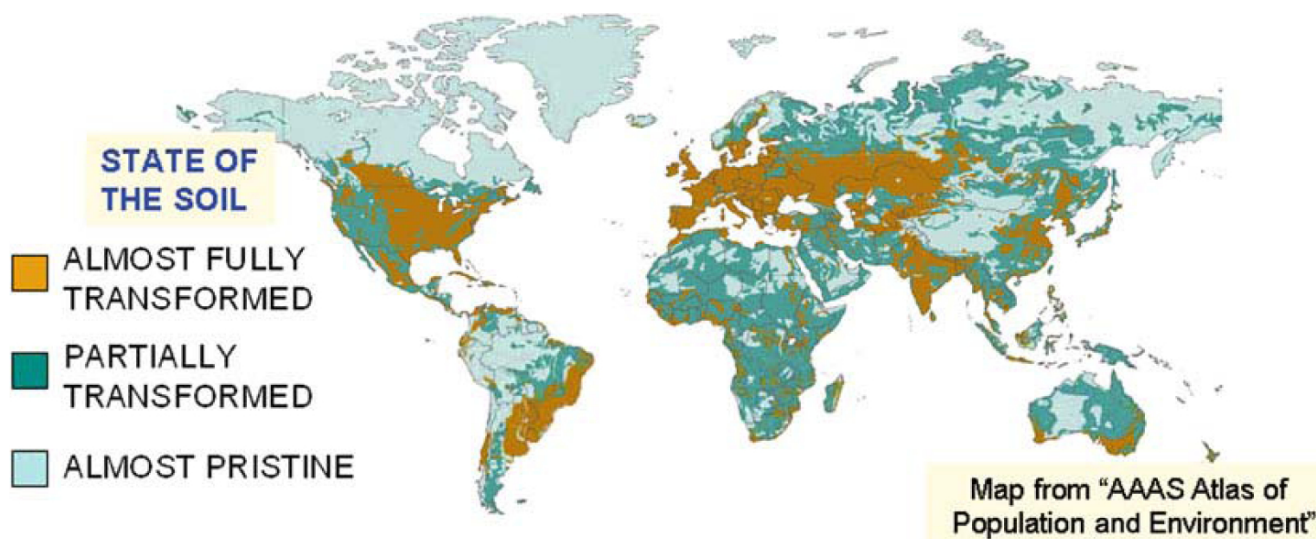 STATE OF
THE SOIL
ALMOST FULLY
TRANSFORMED
PARTIALLY
TRANSFORMED
ALMOST PRISTINE
Map from “AAAS Atlas of
Population and Environment”